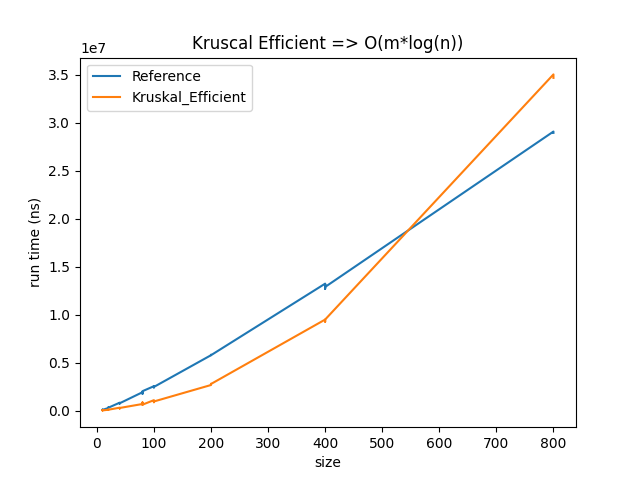 Kruscal Efficient => O(m*log(n))
1e7
Reference
Kruskal_Efficient
3.5
3.0
2.5
2.0
1.5
1.0
0.5
0.0
run time (ns)
0 100 200 300 400 500 600 700 800
size